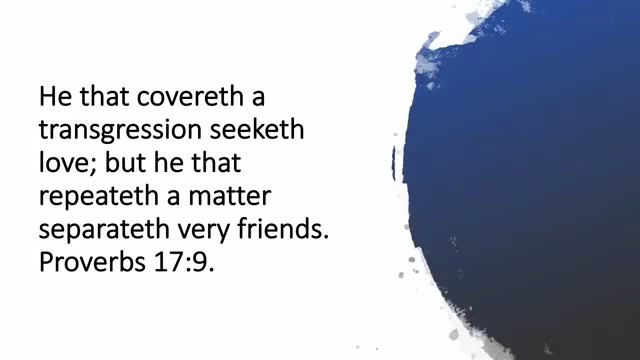 He that covereth a
transgression seeketh
love; but he that
repeateth a matter
separateth very friends.
Proverbs 17:9.